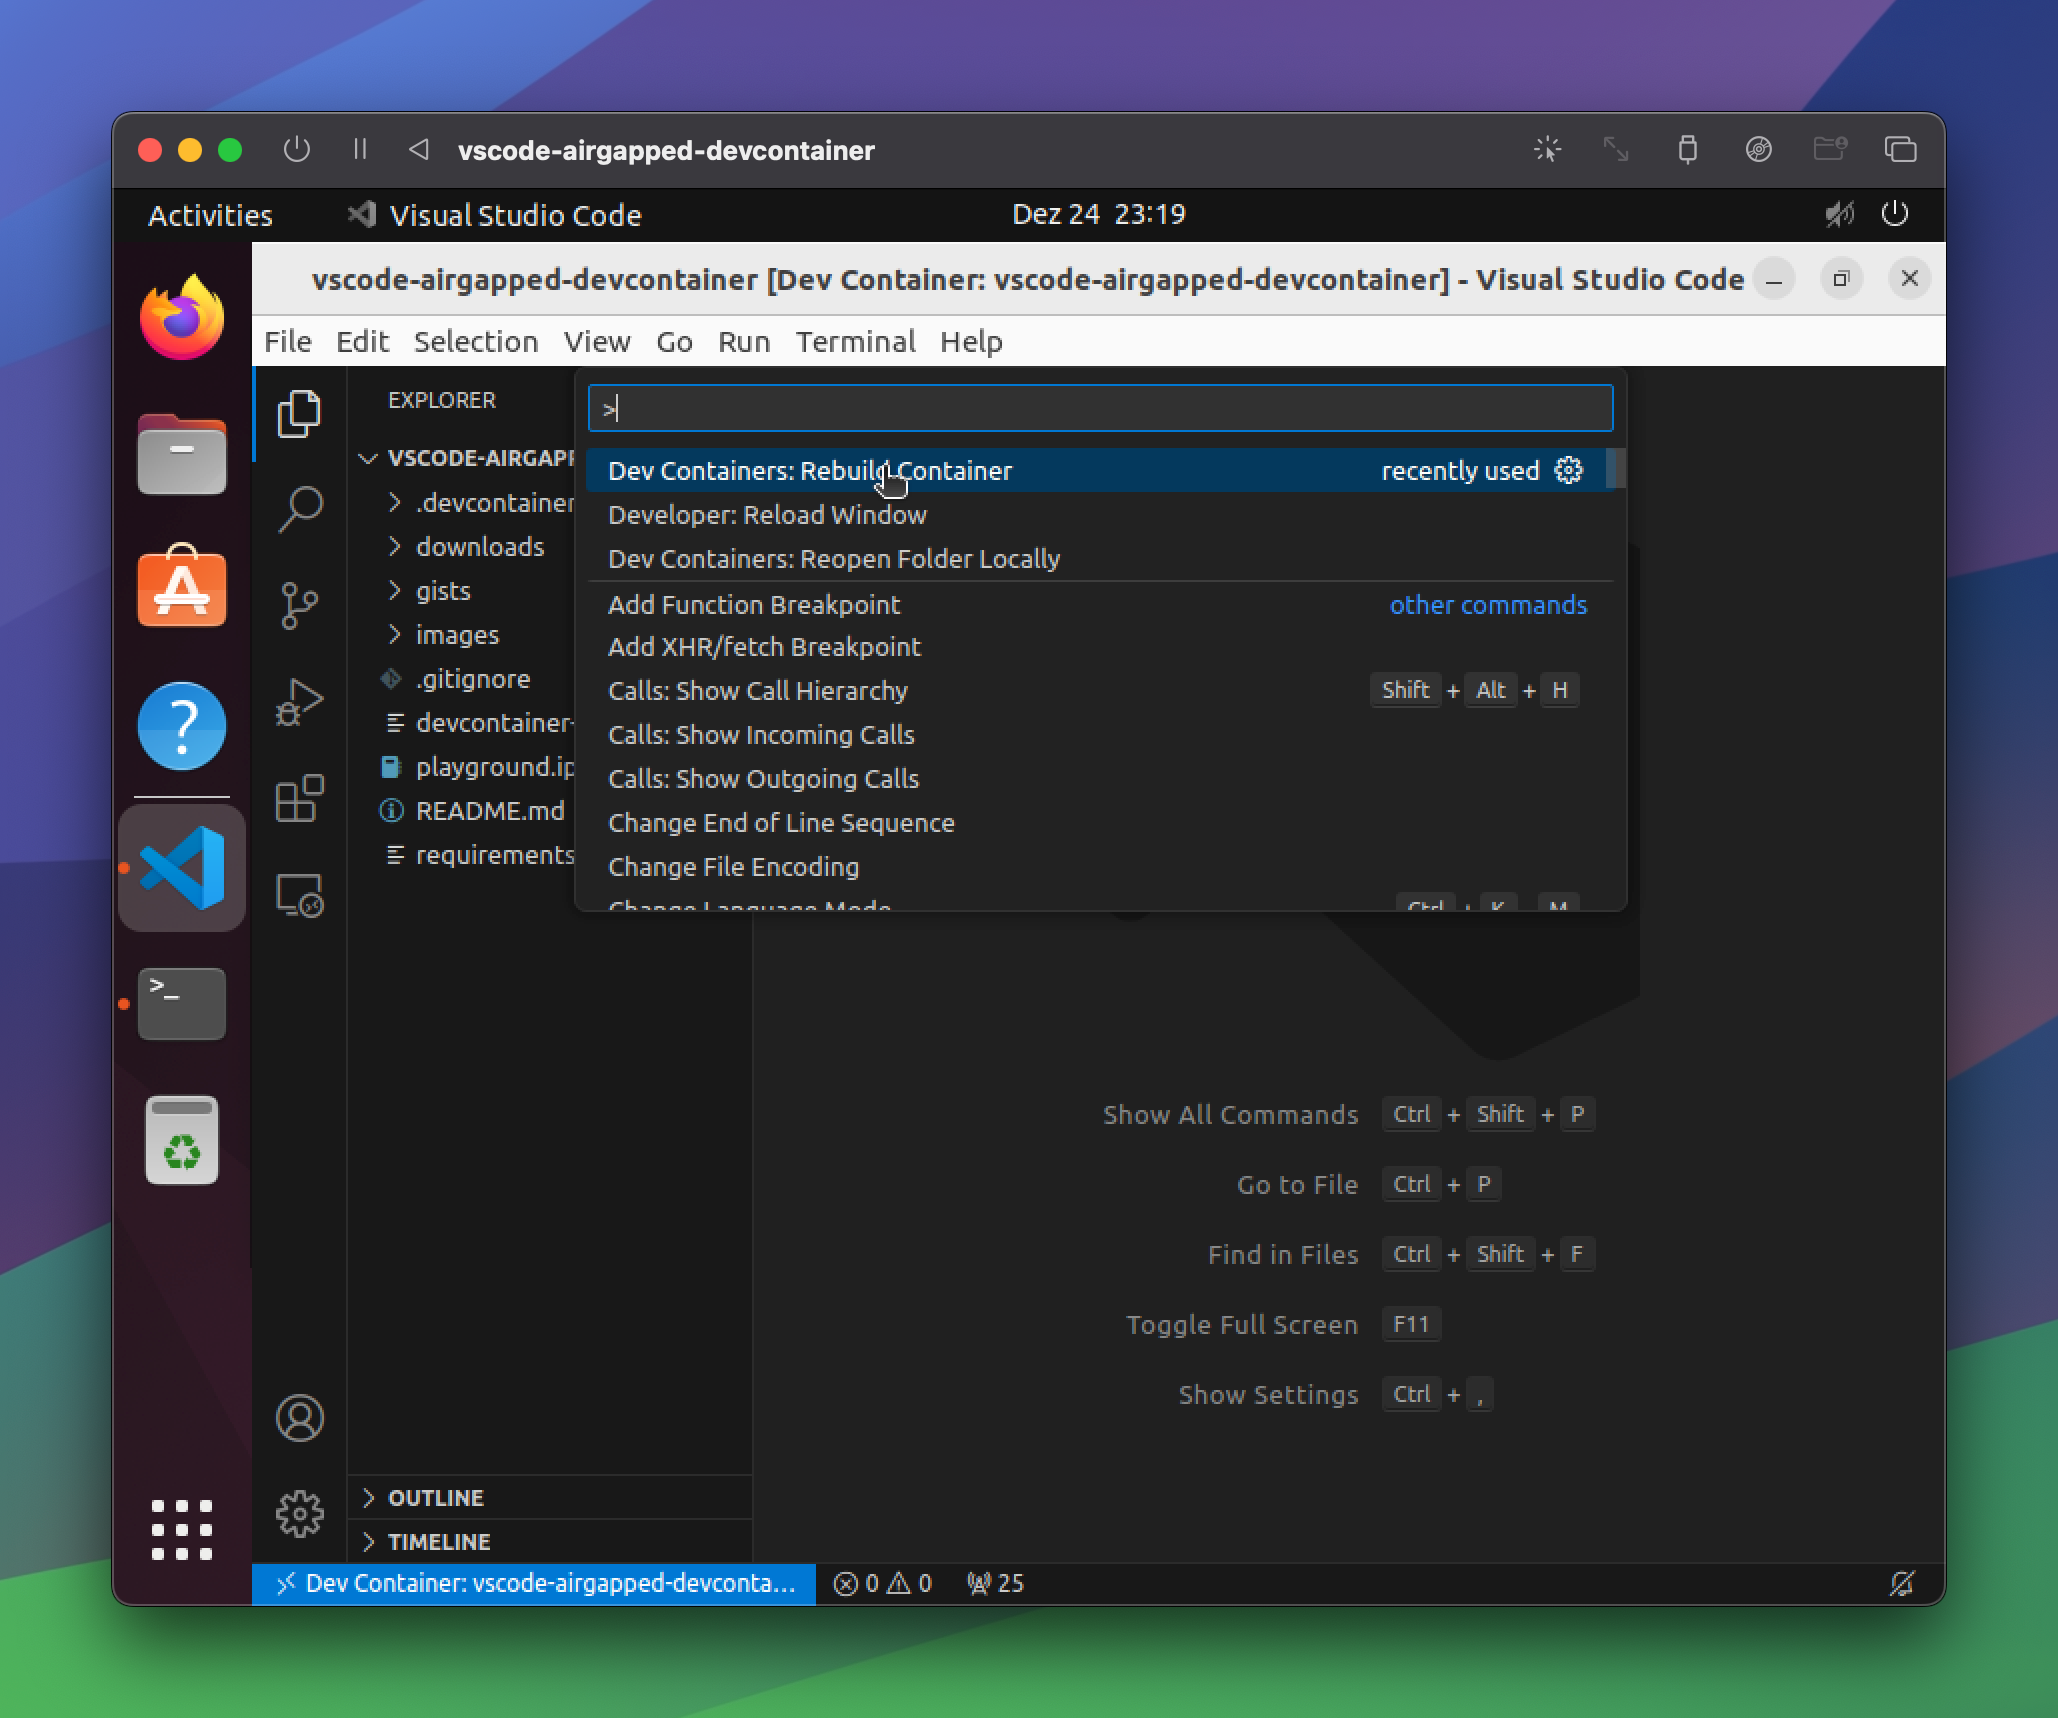 vscode-airgapped-devcontainer
Activities
Visual Studio Code
Dez 24 23:19
vscode-airgapped-devcontainer [Dev Container: vscode-airgapped-devcontainer] - Visual Studio Code
File Edit Selection View Go Run Terminal Help
EXPLORER
>
VSCODE-AIRGAPP
.devcontainer
downloads
gists
images
.gitignore
devcontainer-
playground.ip
README.md
requirements
Dev Containers: Rebuild Container
recently used
Developer: Reload Window
Dev Containers: Reopen Folder Locally
Add Function Breakpoint
other commands
Add XHR/fetch Breakpoint
Calls: Show Call Hierarchy
Shift + Alt + H
Calls: Show Incoming Calls
Calls: Show Outgoing Calls
Change End of Line Sequence
Change File Encoding
Change Language Mode
Ctrl + K M
Show All Commands Ctrl + Shift + P
Go to File Ctrl + P
Find in Files Ctrl + Shift + F
Toggle Full Screen F11
Show Settings Ctrl + ,
OUTLINE
TIMELINE
Dev Container: vscode-airgapped-devconta...
0 0
25